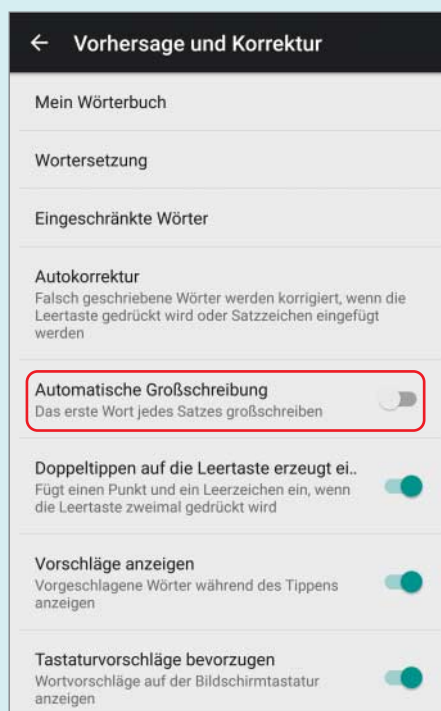 Vorhersage und Korrektur
Mein Wörterbuch
Wortersetzung
Eingeschränkte Wörter
Autokorrektur
Falsch geschriebene Wörter werden korrigiert, wenn die
Leertaste gedrückt wird oder Satzzeichen eingefügt
werden
Automatische Großschreibung
Das erste Wort jedes Satzes großschreiben
Doppeltippen auf die Leertaste erzeugt ei..
Fügt einen Punkt und ein Leerzeichen ein, wenn
die Leertaste zweimal gedrückt wird
Vorschläge anzeigen
Vorgeschlagene Wörter während des Tippens
anzeigen
Tastaturvorschläge bevorzugen
Wortvorschläge auf der Bildschirmtastatur
anzeigen